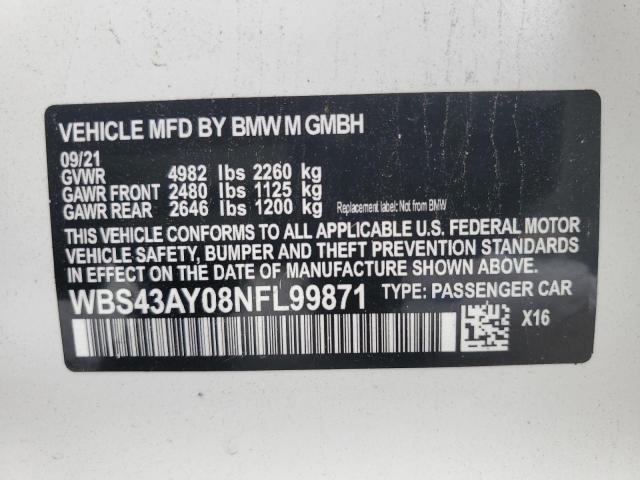 VEHICLE MFD BY BMW M GMBH
09/21
GVWR 4982 lbs 2260 kg
GAWR FRONT 2480 lbs 1125 kg
GAWR REAR 2646 lbs 1200 kg Replacement label: Not from BMW
THIS VEHICLE CONFORMS TO ALL APPLICABLE U.S. FEDERAL MOTOR
VEHICLE SAFETY, BUMPER AND THEFT PREVENTION STANDARDS
IN EFFECT ON THE DATE OF MANUFACTURE SHOWN ABOVE.
WBS43AY08NFL99871 TYPE: PASSENGER CAR
X16